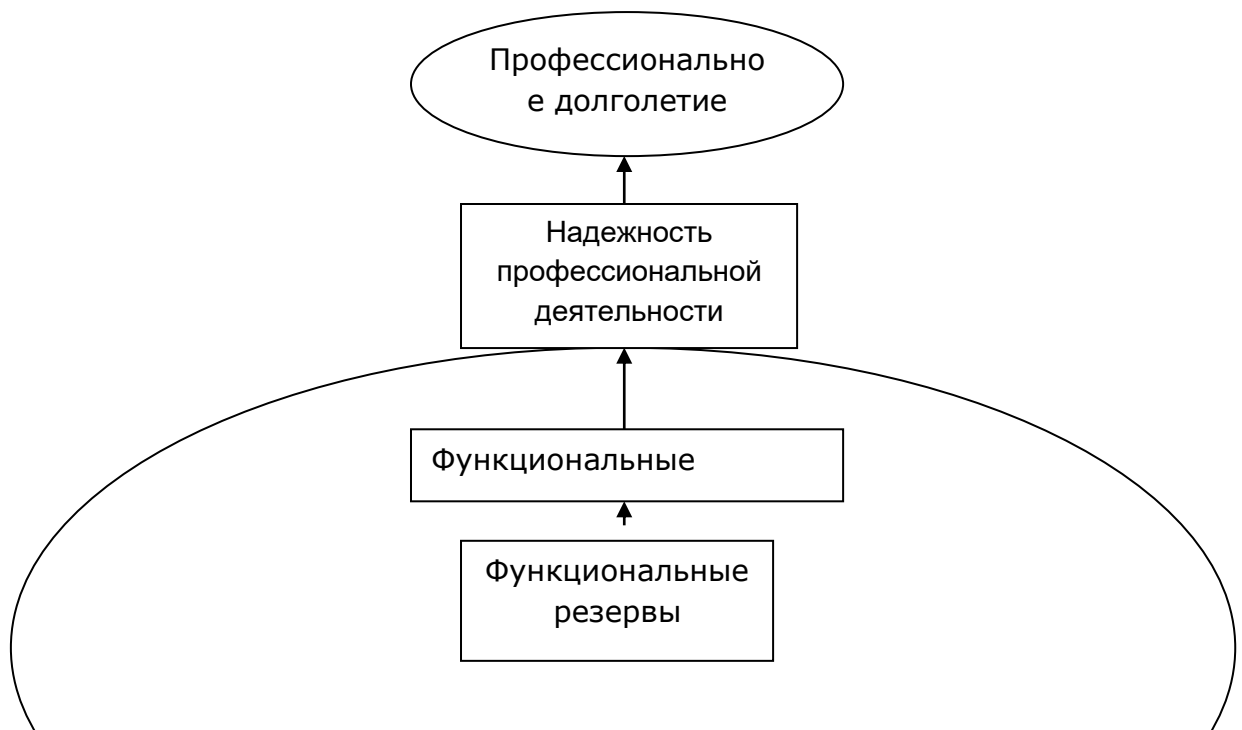 Профессионально
е долголетие
Надежность
профессиональной
деятельности
Функциональные
Функциональные
резервы